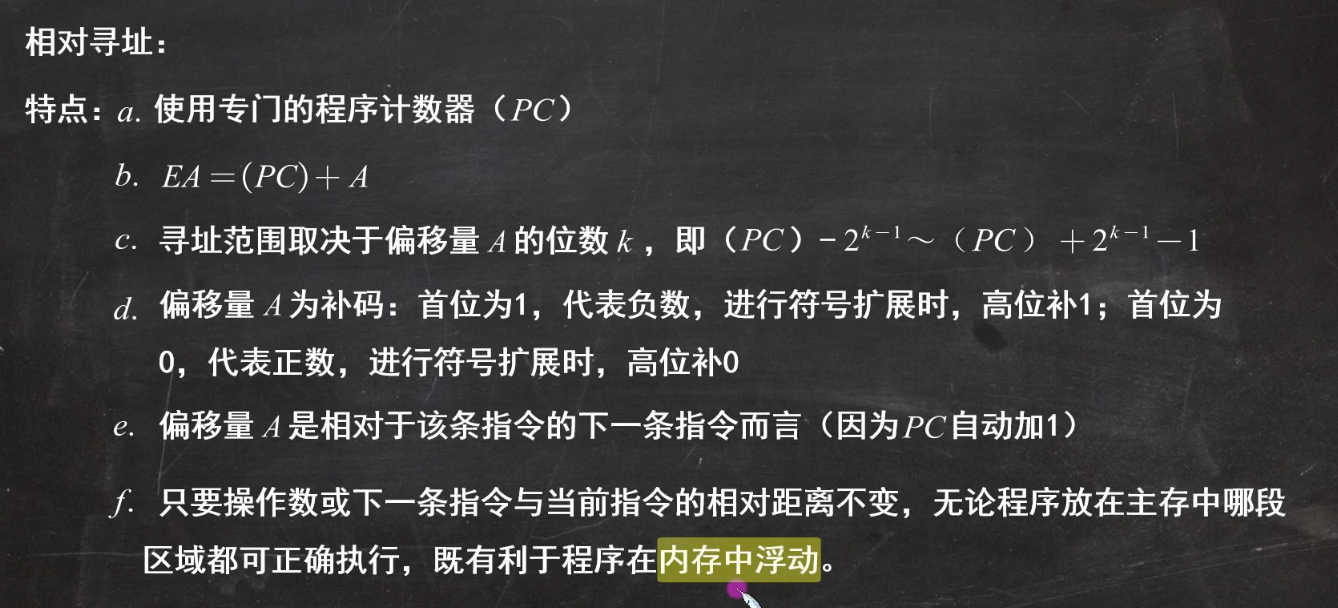 相对寻址：
特点：a. 使用专门的程序计数器（PC）
b. EA＝(PC)＋A
c. 寻址范围取决于偏移量 A 的位数 k ，即（PC）－2^{k－1}～（PC）＋2^{k－1}－1
d. 偏移量 A 为补码：首位为1，代表负数，进行符号扩展时，高位补1；首位为
0，代表正数，进行符号扩展时，高位补0
e. 偏移量 A 是相对于该条指令的下一条指令而言（因为PC自动加1）
f. 只要操作数或下一条指令与当前指令的相对距离不变，无论程序放在主存中哪段
区域都可正确执行，既有利于程序在内存中浮动。